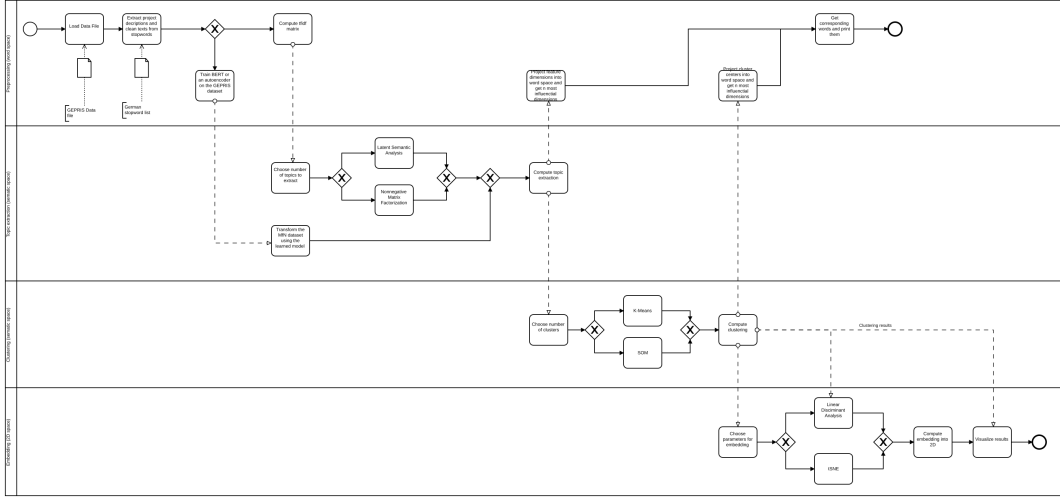 Preprocessing (word space)
Load Data File
Extract project
decriptions and
clean texts from
stopwords
Compute tfidf
matrix
Get
corresponding
words and print
them
Train BERT or
an autoencoder
on the GEPRIS
dataset
Project feature
dimensions into
word space and
get n most
influencial
dimensions
Project cluster
centers into
word space and
get n most
influencial
dimensions
GEPRIS Data
file
German
stopword list
Topic extraction (sematic space)
Choose number
of topics to
extract
Latent Semantic
Analysis
Nonnegative
Matrix
Factorization
Compute topic
extraction
Transform the
MfN dataset
using the
learned model
Clustering (sematic space)
Choose number
of clusters
K-Means
SOM
Compute
clustering
Clustering results
Embedding (2D space)
Choose
parameters for
embedding
Linear
Discriminant
Analysis
tSNE
Compute
embedding into
2D
Visualise results